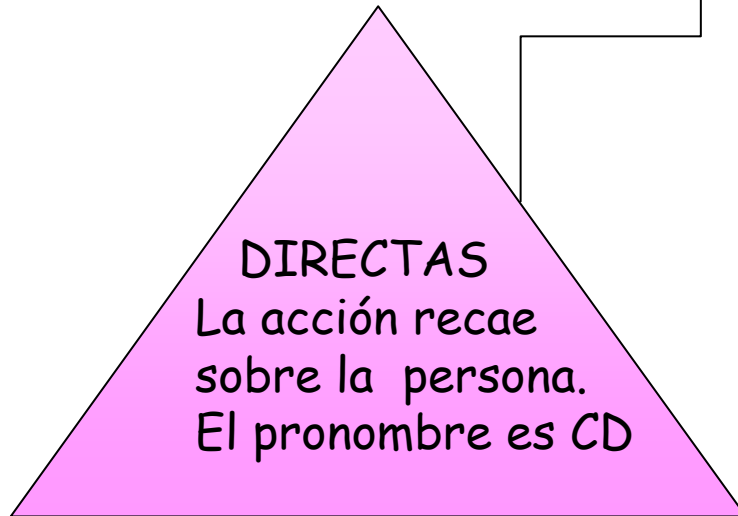 DIRECTAS
La acción recae
sobre la persona.
El pronombre es CD